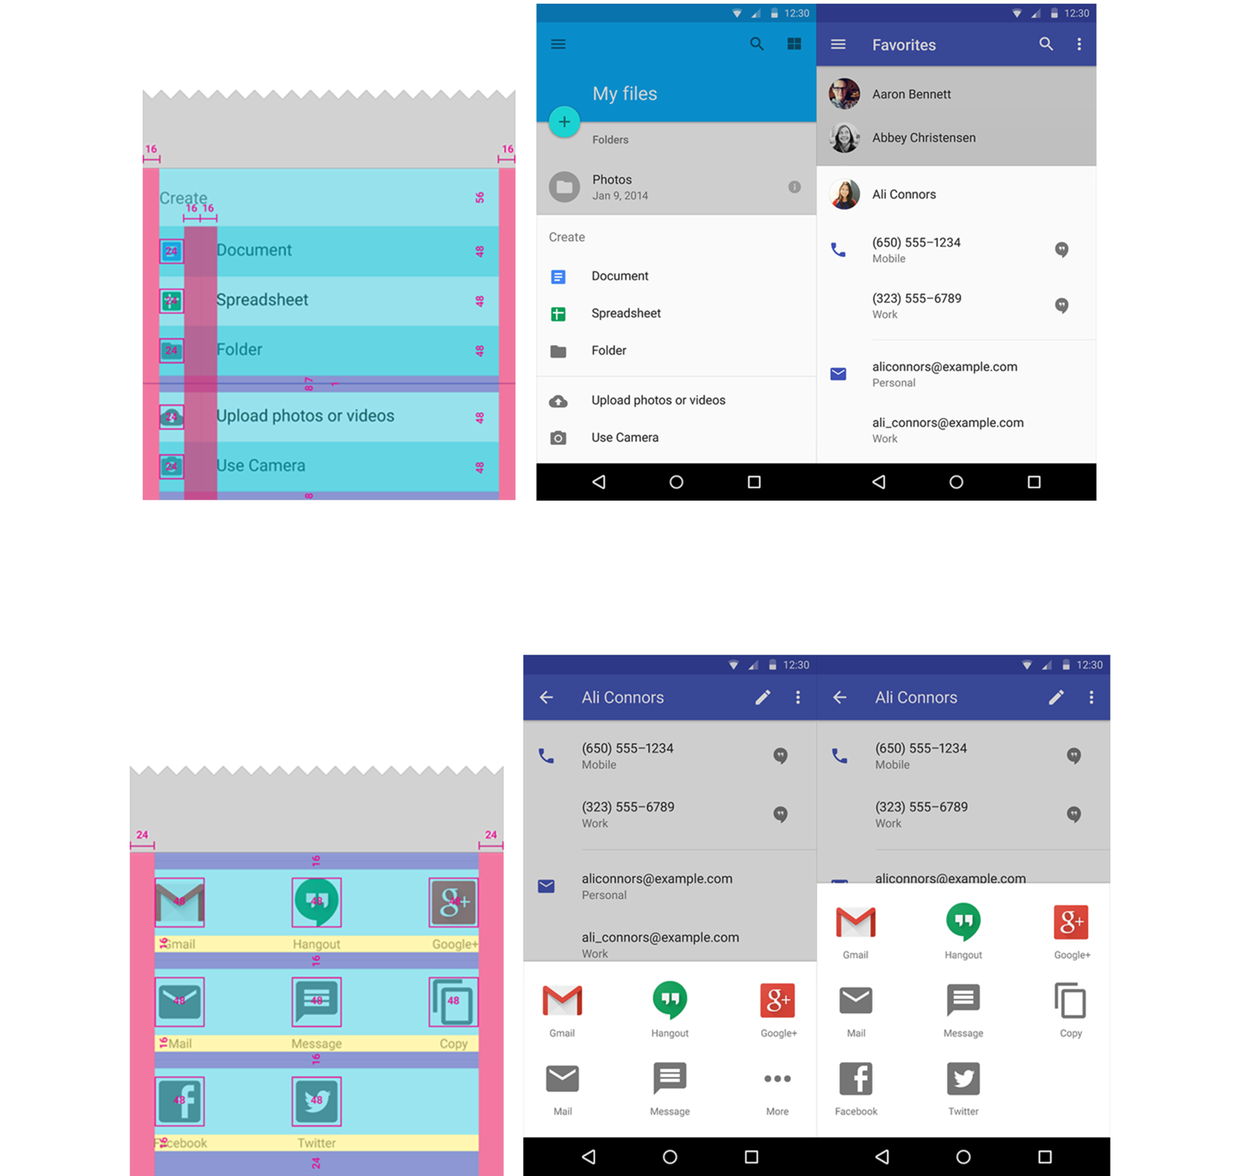 16
16
Create
56
16 16
24
Document
48
24
Spreadsheet
48
24
Folder
48
87
1
24
Upload photos or videos
48
24
Use Camera
48
8
12:30
My files
Folders
Photos
Jan 9, 2014
Create
Document
Spreadsheet
Folder
Upload photos or videos
Use Camera
12:30
Favorites
Aaron Bennett
Abbey Christensen
Ali Connors
(650) 555–1234
Mobile
(323) 555–6789
Work
aliconnors@example.com
Personal
ali_connors@example.com
Work
24
24
16
48
48
48
g+
16
Gmail
Hangout
Google+
16
48
48
48
16
Mail
Message
Copy
16
48
48
16
Facebook
Twitter
24
12:30
Ali Connors
(650) 555–1234
Mobile
(323) 555–6789
Work
aliconnors@example.com
Personal
ali_connors@example.com
Work
g+
Gmail
Hangout
Google+
Mail
Message
More
12:30
Ali Connors
(650) 555–1234
Mobile
(323) 555–6789
Work
aliconnors@example.com
g+
Gmail
Hangout
Google+
Mail
Message
Copy
Facebook
Twitter